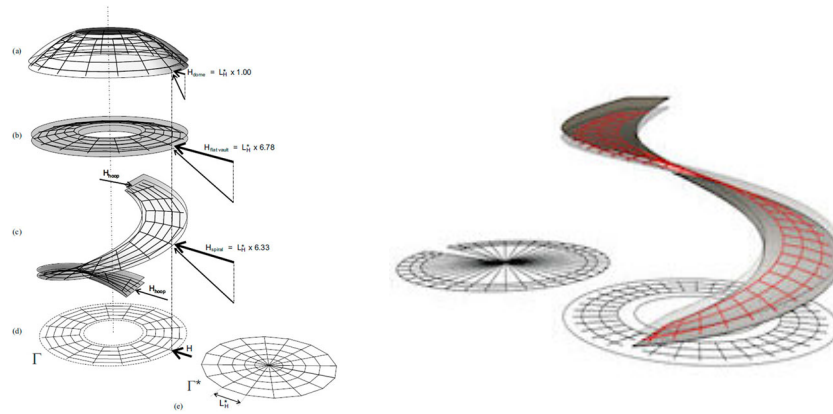 (a)
H_dome = L*_H x 1.00
(b)
H_flat vault = L*_H x 6.78
H_hoop
(c)
H_spiral = L*_H x 6.33
H_hoop
(d)
H
Γ
Γ*
L*_H
(e)